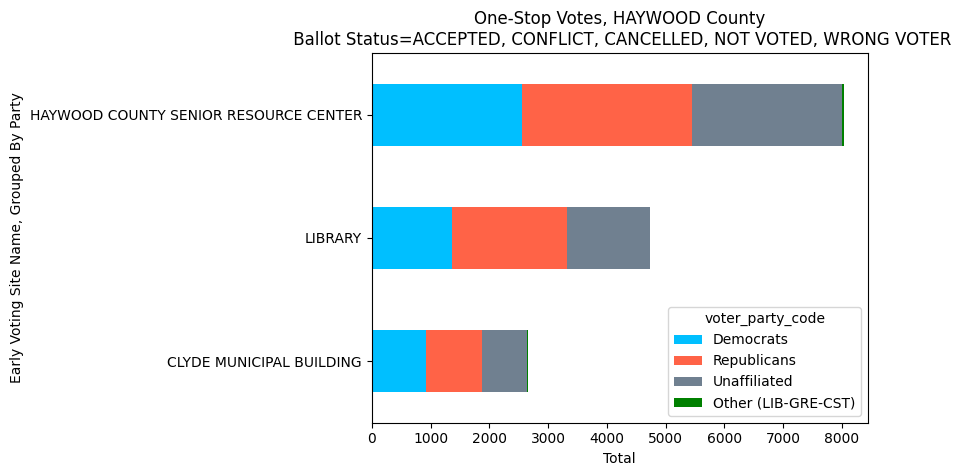 One-Stop Votes, HAYWOOD County
Ballot Status=ACCEPTED, CONFLICT, CANCELLED, NOT VOTED, WRONG VOTER
Early Voting Site Name, Grouped By Party
HAYWOOD COUNTY SENIOR RESOURCE CENTER
LIBRARY
CLYDE MUNICIPAL BUILDING
voter_party_code
Democrats
Republicans
Unaffiliated
Other (LIB-GRE-CST)
0 1000 2000 3000 4000 5000 6000 7000 8000
Total